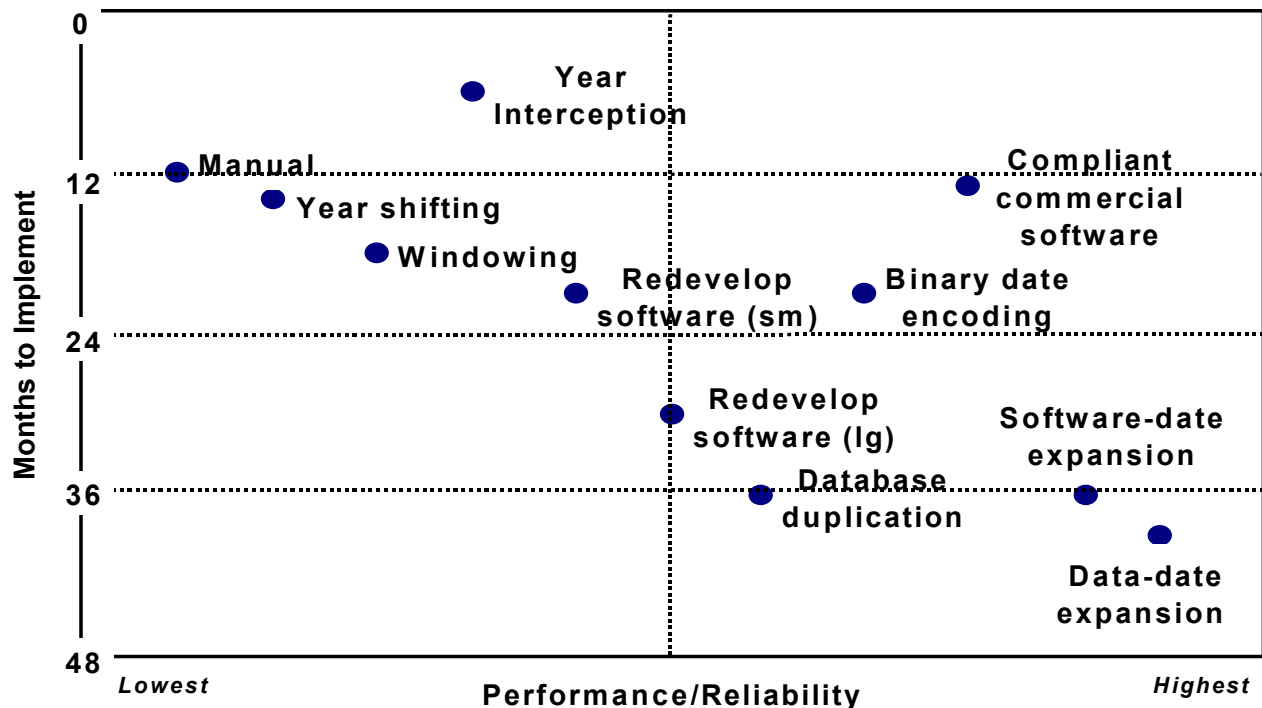 0
Year
Interception
Manual
12
Compliant
commercial
software
Year shifting
Windowing
Redevelop
software (sm)
Binary date
encoding
24
Months to Implement
Redevelop
software (lg)
Software-date
expansion
36
Database
duplication
Data-date
expansion
48
Lowest
Performance/Reliability
Highest